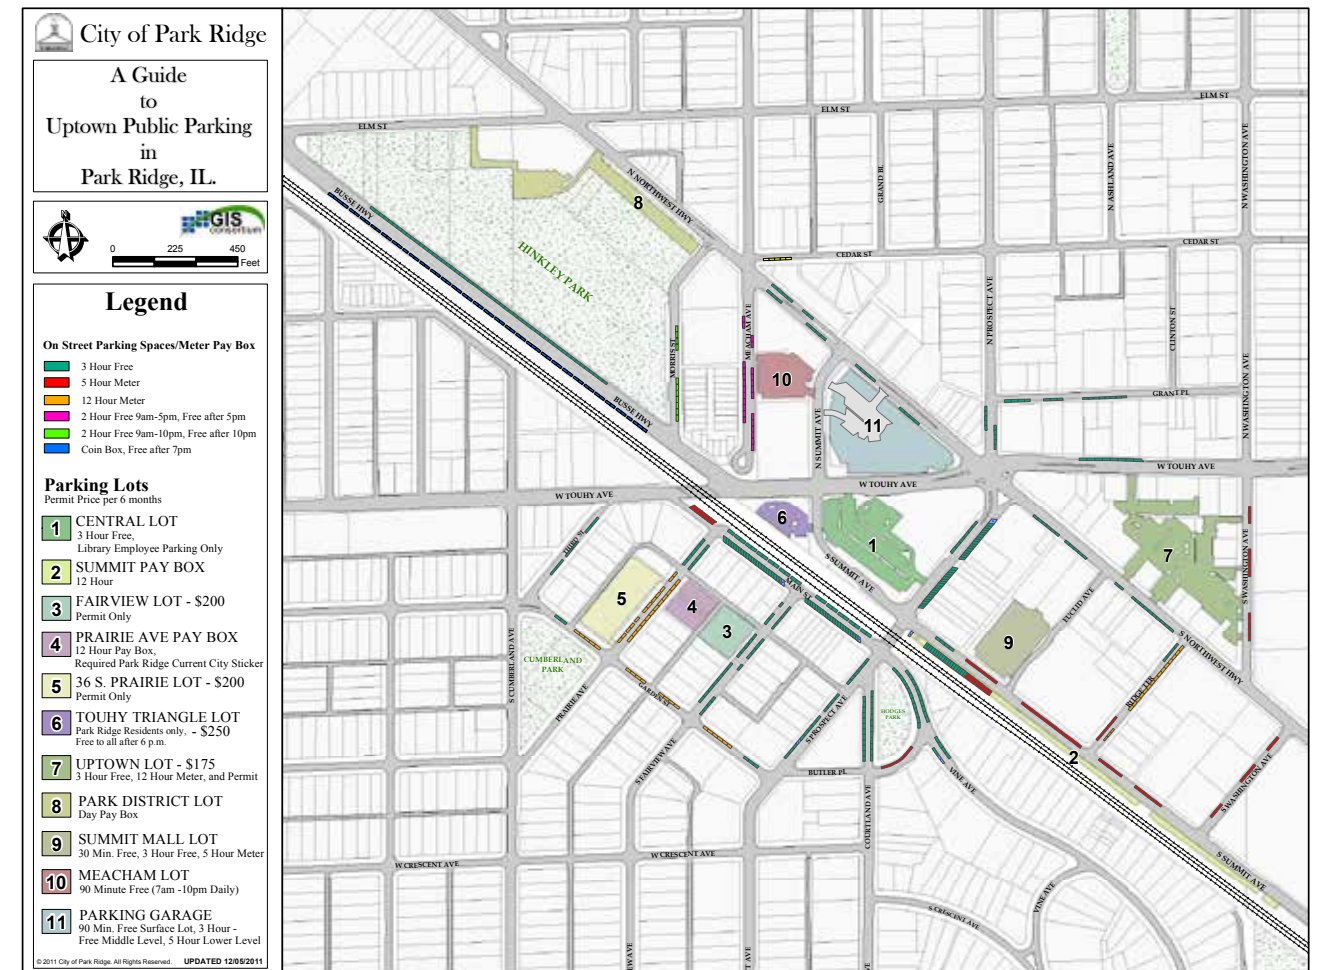 City of Park Ridge
A Guide
to
Uptown Public Parking
in
Park Ridge, IL.
GIS
consortium
0 225 450
Feet
Legend
On Street Parking Spaces/Meter Pay Box
3 Hour Free
5 Hour Meter
12 Hour Meter
2 Hour Free 9am-5pm, Free after 5pm
2 Hour Free 9am-10pm, Free after 10pm
Coin Box, Free after 7pm
Parking Lots
Permit Price per 6 months
1 CENTRAL LOT
3 Hour Free,
Library Employee Parking Only
2 SUMMIT PAY BOX
12 Hour
3 FAIRVIEW LOT - $200
Permit Only
4 PRAIRIE AVE PAY BOX
12 Hour Pay Box,
Required Park Ridge Current City Sticker
5 36 S. PRAIRIE LOT - $200
Permit Only
6 TOUHY TRIANGLE LOT
Park Ridge Residents only, - $250
Free to all after 6 p.m.
7 UPTOWN LOT - $175
3 Hour Free, 12 Hour Meter, and Permit
8 PARK DISTRICT LOT
Day Pay Box
9 SUMMIT MALL LOT
30 Min. Free, 3 Hour Free, 5 Hour Meter
10 MEACHAM LOT
90 Minute Free (7am -10pm Daily)
11 PARKING GARAGE
90 Min. Free Surface Lot, 3 Hour -
Free Middle Level, 5 Hour Lower Level
© 2011 City of Park Ridge. All Rights Reserved. UPDATED 12/05/2011
ELM ST
ELM ST
ELM ST
N NORTHWEST HWY
8
BUSSE HWY
HINKLEY PARK
GRAND BL
N ASHLAND AVE
N WASHINGTON AVE
CEDAR ST
CEDAR ST
N PROSPECT AVE
CLINTON ST
MEACHAM AVE
MORRIS ST
10
11
GRANT PL
BUSSE HWY
N SUMMIT AVE
N WASHINGTON AVE
W TOUHY AVE
W TOUHY AVE
W TOUHY AVE
6
1
7
THIRD ST
S SUMMIT AVE
MAIN ST
5
4
3
9
EUCLID AVE
S WASHINGTON AVE
S NORTHWEST HWY
S CUMBERLAND AVE
CUMBERLAND
PARK
PRAIRIE AVE
GARDEN ST
RIDGE TER
HODGES
PARK
S PROSPECT AVE
S FAIRVIEW AVE
2
BUTLER PL
VINE AVE
S WASHINGTON AVE
COURTLAND AVE
W CRESCENT AVE
W CRESCENT AVE
S SUMMIT AVE
VINE AVE
S CRESCENT AVE
W AVE
T AVE